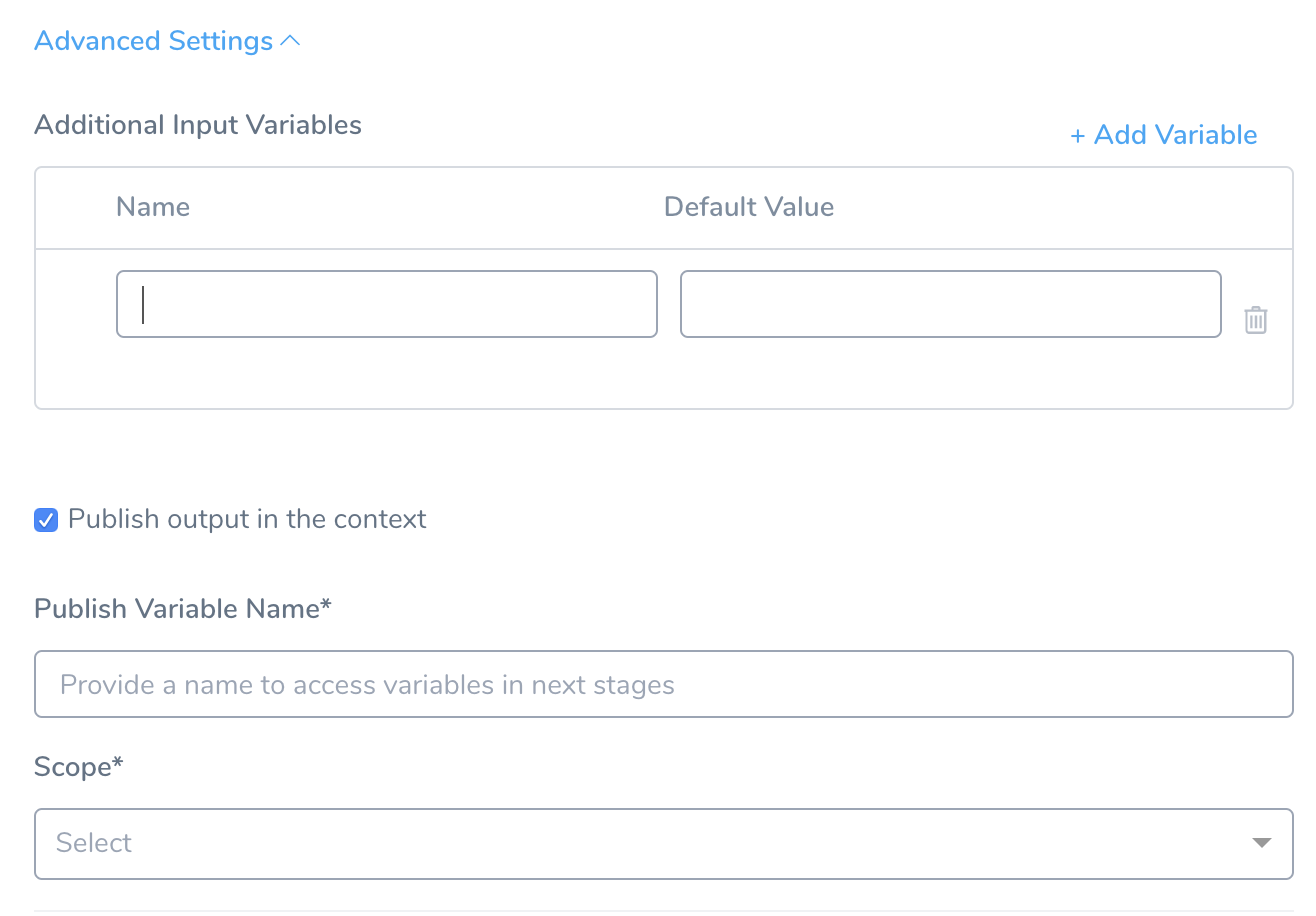 Advanced Settings
Additional Input Variables
+ Add Variable
Name Default Value
Publish output in the context
Publish Variable Name*
Provide a name to access variables in next stages
Scope*
Select